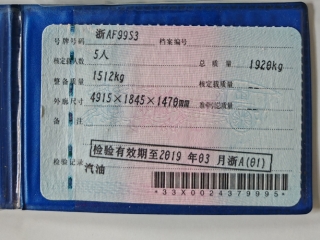 号牌号码 浙AF99S3 档案编号
核定载人数 5人 总质量 1920kg
整备质量 1512kg 核定载质量
外廓尺寸 4915×1845×1470mm 准牵引总质量
备注
检验有效期至2019年03月浙A(01)
检验记录 汽油
*33X0024379995*